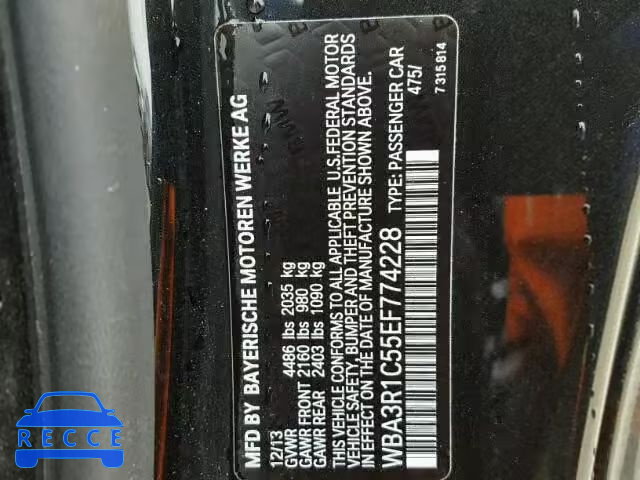 MFD BY BAYERISCHE MOTOREN WERKE AG
12/13
GVWR 4486 lbs 2035 kg
GAWR FRONT 2160 lbs 980 kg
GAWR REAR 2403 lbs 1090 kg
THIS VEHICLE CONFORMS TO ALL APPLICABLE U.S.FEDERAL MOTOR
VEHICLE SAFETY, BUMPER AND THEFT PREVENTION STANDARDS
IN EFFECT ON THE DATE OF MANUFACTURE SHOWN ABOVE.
WBA3R1C55EF774228 TYPE: PASSENGER CAR
475/
7 315 814
RECCE